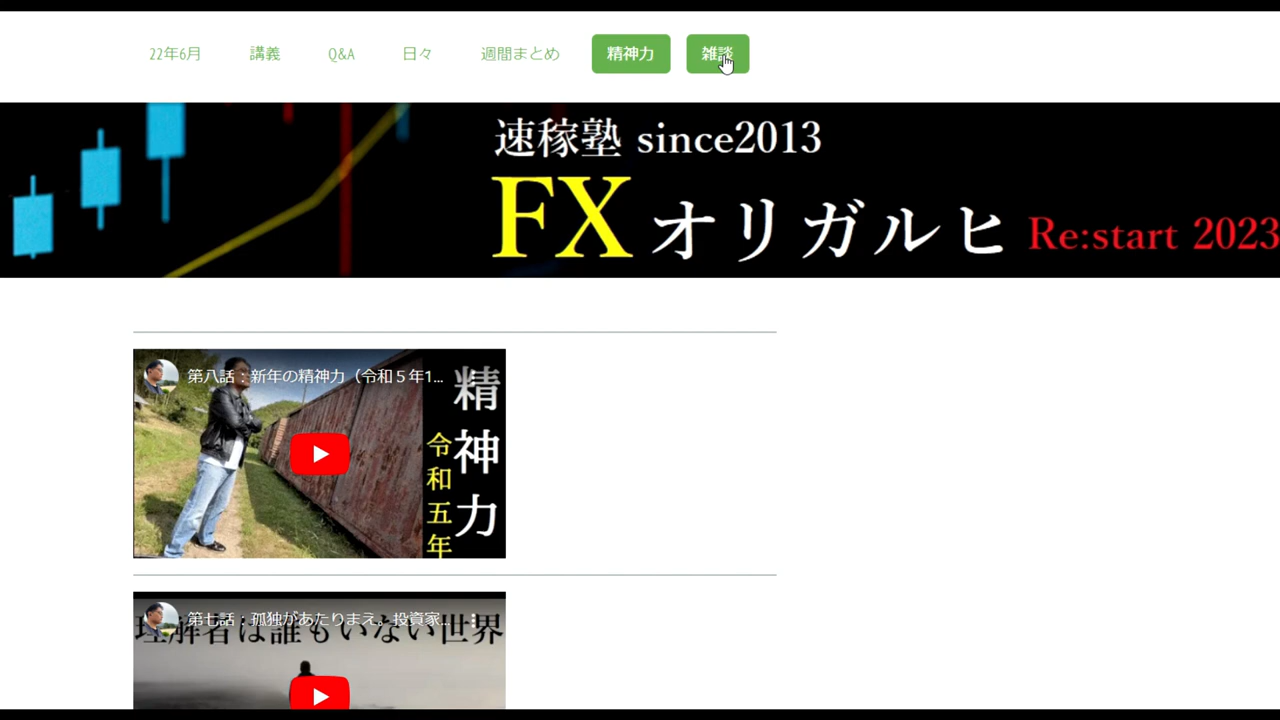 22年6月 講義 Q&A 日々 週間まとめ 精神力 雑談
速稼塾 since2013
FX オリガルヒ Re:start 2023
第八話：新年の精神力（令和５年1...
精神力
令和五年
第七話：孤独があたりまえ。投資家...
理解者は誰もいない世界